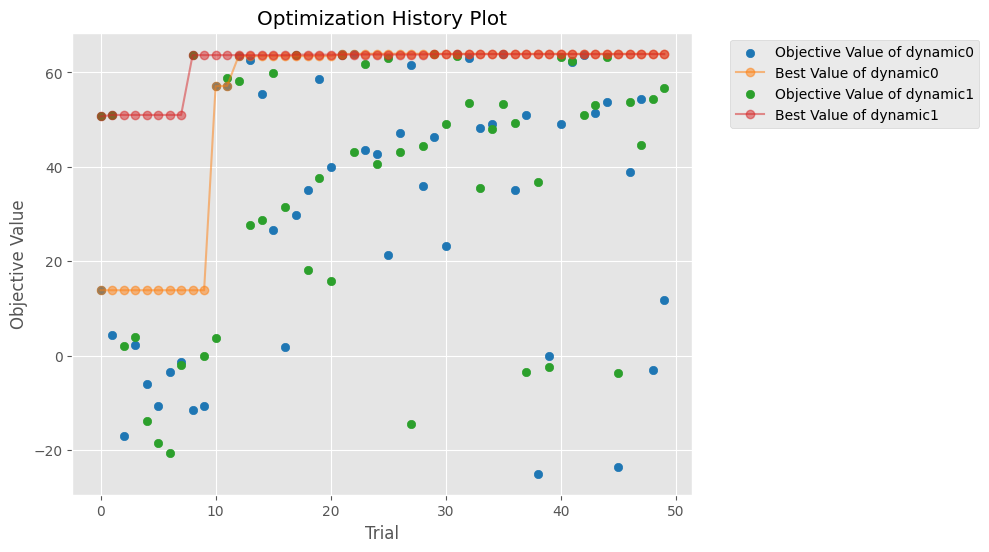 Optimization History Plot
Objective Value
60
40
20
0
−20
0
10
20
30
40
50
Trial
Objective Value of dynamic0
Best Value of dynamic0
Objective Value of dynamic1
Best Value of dynamic1